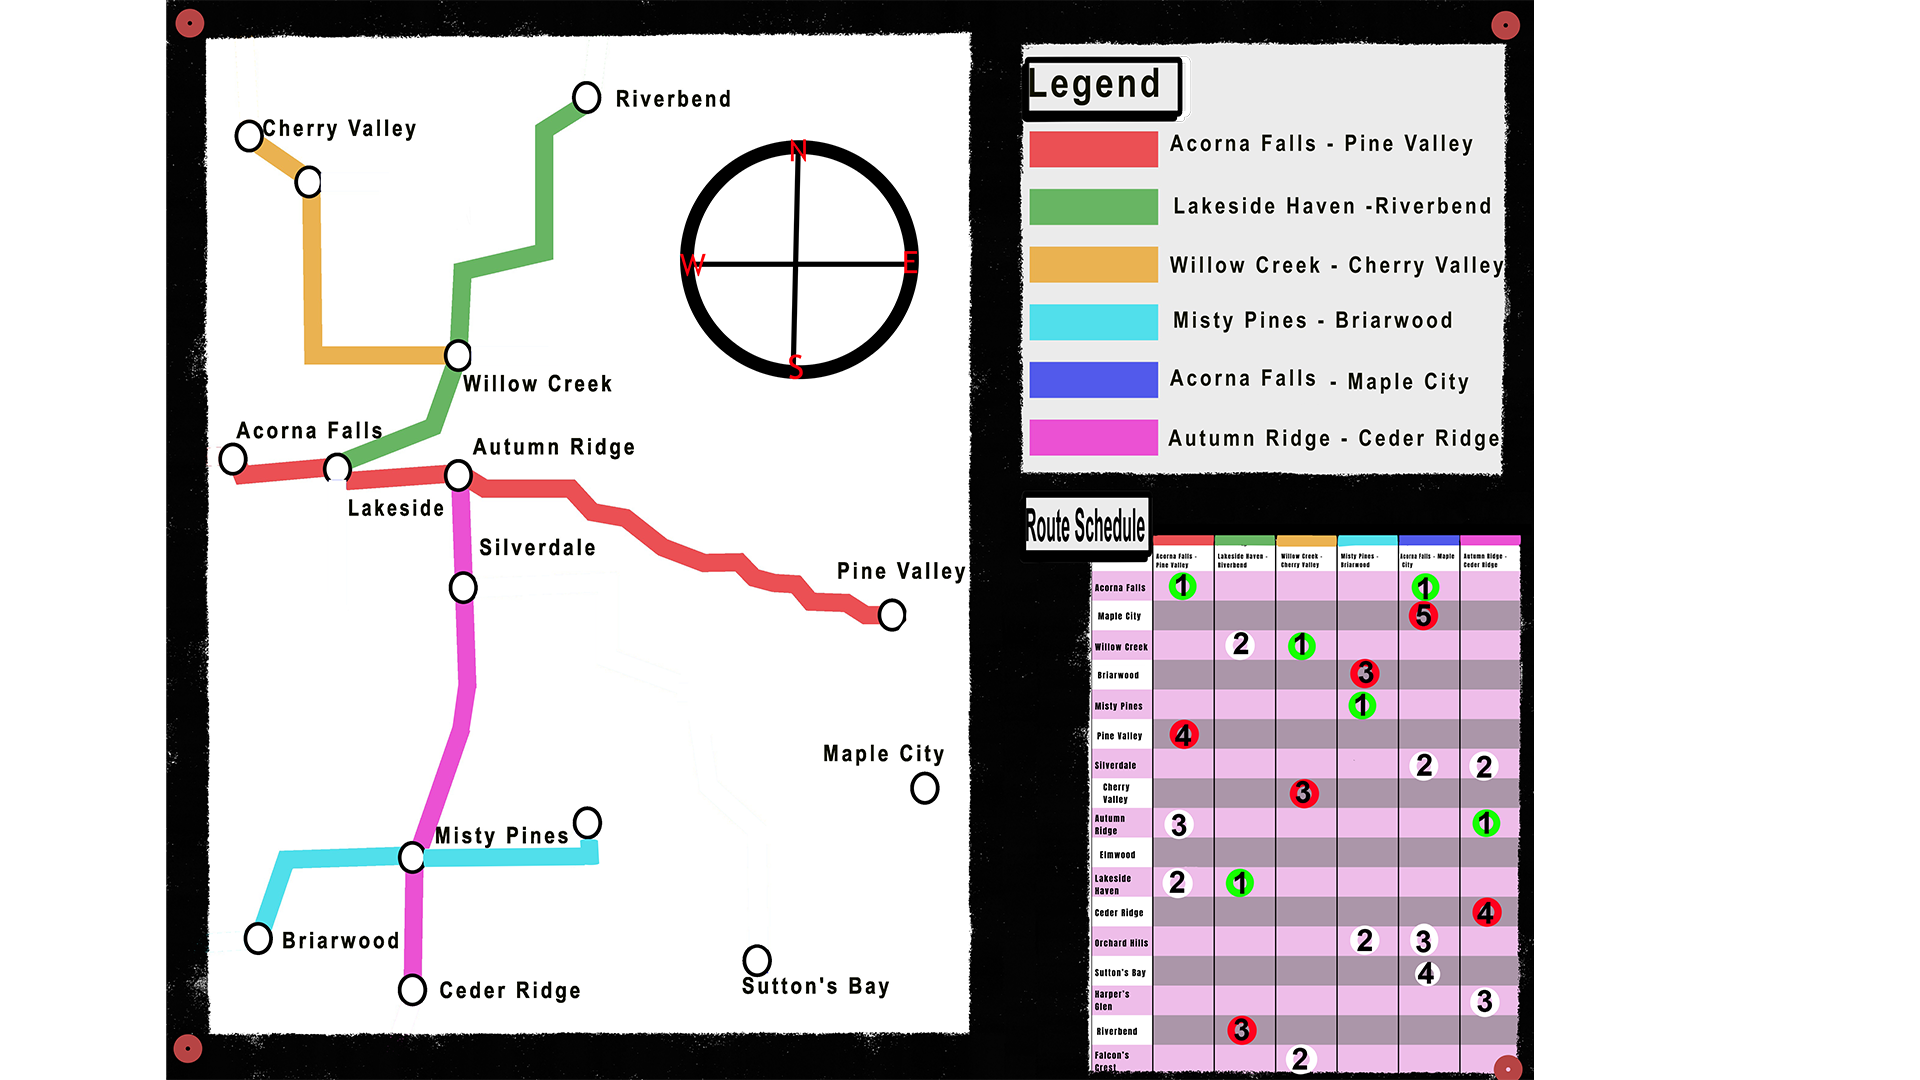 Riverbend
Cherry Valley
N
W
E
S
Willow Creek
Acorna Falls
Autumn Ridge
Lakeside
Silverdale
Pine Valley
Maple City
Misty Pines
Briarwood
Ceder Ridge
Sutton's Bay
Legend
Acorna Falls - Pine Valley
Lakeside Haven -Riverbend
Willow Creek - Cherry Valley
Misty Pines - Briarwood
Acorna Falls - Maple City
Autumn Ridge - Ceder Ridge
Route Schedule
Acorna Falls -
Pine Valley
Lakeside Haven -
Riverbend
Willow Creek -
Cherry Valley
Misty Pines -
Briarwood
Acorna Falls - Maple
City
Autumn Ridge -
Ceder Ridge
Acorna Falls 1 1
Maple City 5
Willow Creek 2 1
Briarwood 3
Misty Pines 1
Pine Valley 4
Silverdale 2 2
Cherry
Valley 3
Autumn
Ridge 3 1
Elmwood
Lakeside
Haven 2 1
Ceder Ridge 4
Orchard Hills 2 3
Sutton's Bay 4
Harper's
Glen 3
Riverbend 3
Falcon's
Crest 2